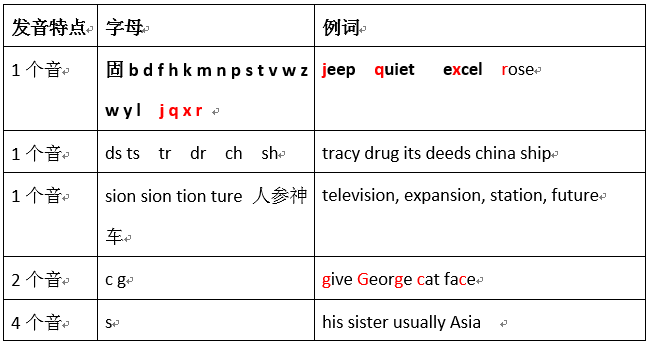 发音特点 字母 例词
1 个音 固 b d f h k m n p s t v w z jeep quiet excel rose
w y l j q x r
1 个音 ds ts tr dr ch sh tracy drug its deeds china ship
1 个音 sion sion tion ture 人参神 television, expansion, station, future
车
2 个音 c g give George cat face
4 个音 s his sister usually Asia